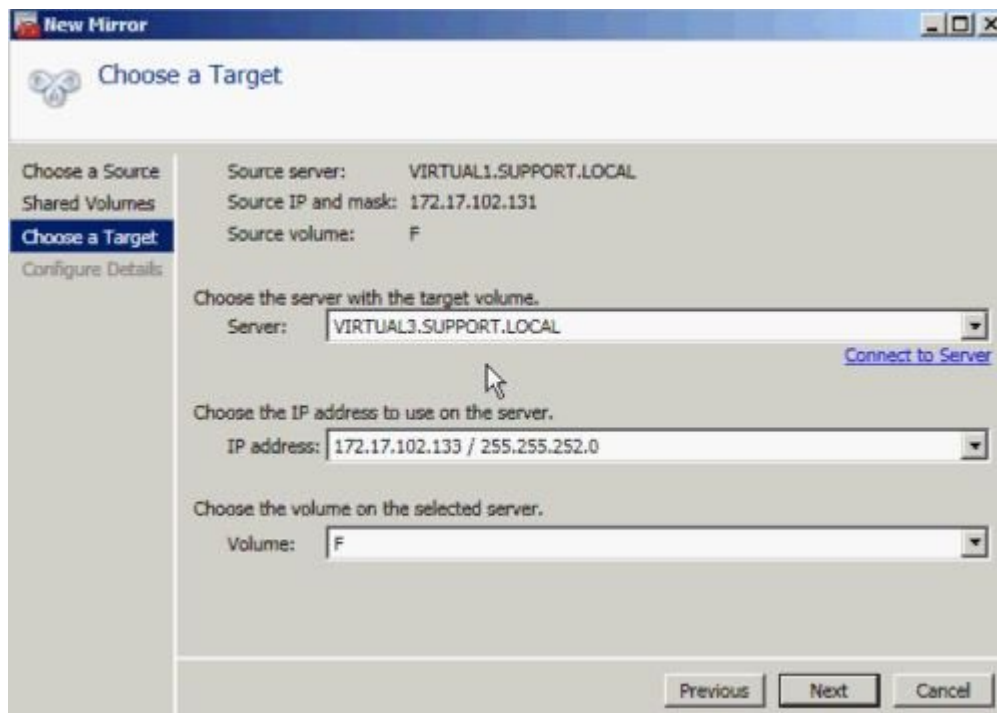 New Mirror
Choose a Target
Choose a Source
Shared Volumes
Choose a Target
Configure Details
Source server: VIRTUAL1.SUPPORT.LOCAL
Source IP and mask: 172.17.102.131
Source volume: F
Choose the server with the target volume.
Server: VIRTUAL3.SUPPORT.LOCAL
Connect to Server
Choose the IP address to use on the server.
IP address: 172.17.102.133 / 255.255.252.0
Choose the volume on the selected server.
Volume: F
Previous Next Cancel